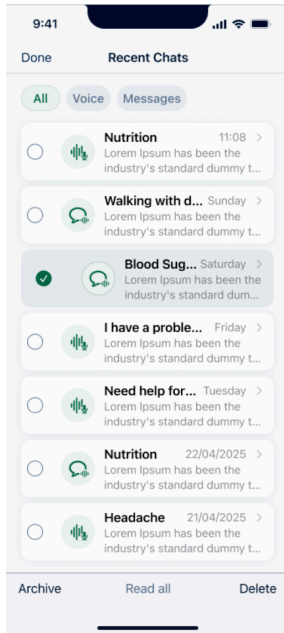 9:41
Done Recent Chats
All Voice Messages
Nutrition 11:08
Lorem Ipsum has been the
industry's standard dummy t...
Walking with d... Sunday
Lorem Ipsum has been the
industry's standard dummy t...
Blood Sug... Saturday
Lorem Ipsum has been the
industry's standard dum...
I have a proble... Friday
Lorem Ipsum has been the
industry's standard dummy t...
Need help for... Tuesday
Lorem Ipsum has been the
industry's standard dummy t...
Nutrition 22/04/2025
Lorem Ipsum has been the
industry's standard dummy t...
Headache 21/04/2025
Lorem Ipsum has been the
industry's standard dummy t...
Archive Read all Delete